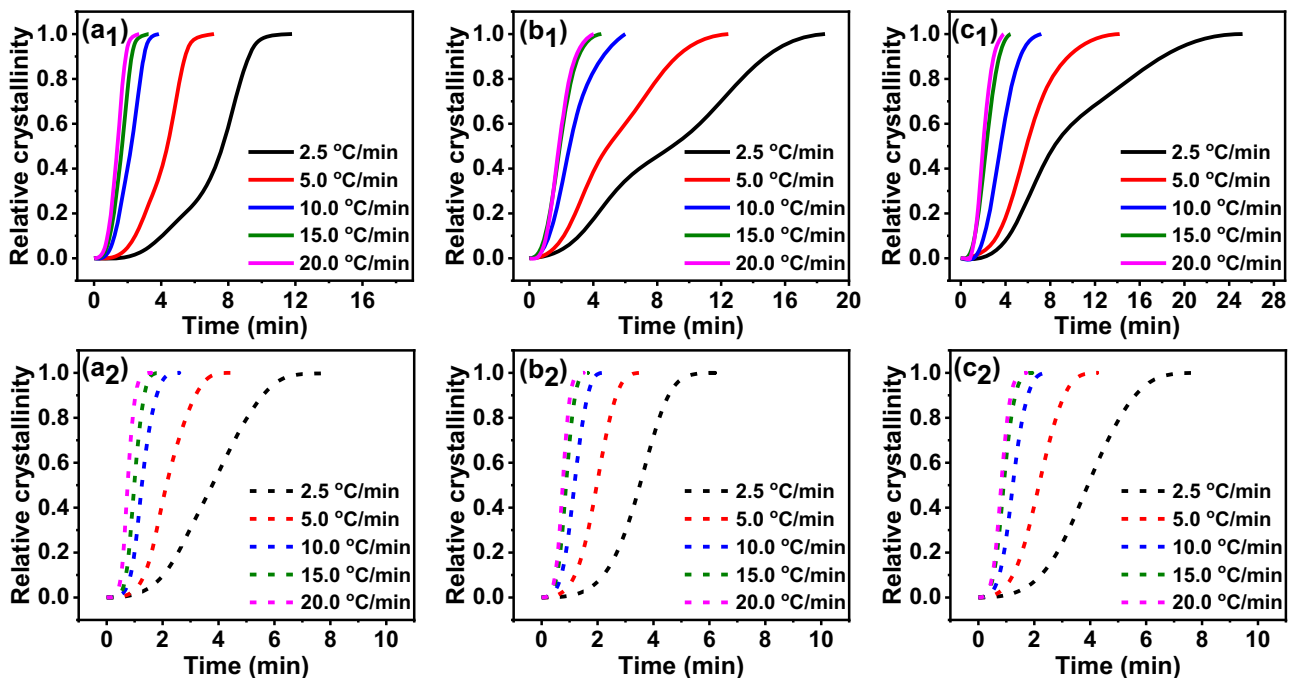 (a1)
Relative crystallinity
1.0
0.8
0.6
0.4
0.2
0.0
2.5 °C/min
5.0 °C/min
10.0 °C/min
15.0 °C/min
20.0 °C/min
0 4 8 12 16
Time (min)
(b1)
Relative crystallinity
1.0
0.8
0.6
0.4
0.2
0.0
2.5 °C/min
5.0 °C/min
10.0 °C/min
15.0 °C/min
20.0 °C/min
0 4 8 12 16 20
Time (min)
(c1)
Relative crystallinity
1.0
0.8
0.6
0.4
0.2
0.0
2.5 °C/min
5.0 °C/min
10.0 °C/min
15.0 °C/min
20.0 °C/min
0 4 8 12 16 20 24 28
Time (min)
(a2)
Relative crystallinity
1.0
0.8
0.6
0.4
0.2
0.0
2.5 °C/min
5.0 °C/min
10.0 °C/min
15.0 °C/min
20.0 °C/min
0 2 4 6 8 10
Time (min)
(b2)
Relative crystallinity
1.0
0.8
0.6
0.4
0.2
0.0
2.5 °C/min
5.0 °C/min
10.0 °C/min
15.0 °C/min
20.0 °C/min
0 2 4 6 8 10
Time (min)
(c2)
Relative crystallinity
1.0
0.8
0.6
0.4
0.2
0.0
2.5 °C/min
5.0 °C/min
10.0 °C/min
15.0 °C/min
20.0 °C/min
0 2 4 6 8 10
Time (min)